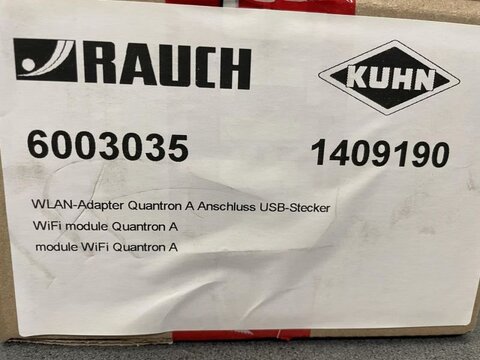 RAUCH KUHN
6003035 1409190
WLAN-Adapter Quantron A Anschluss USB-Stecker
WiFi module Quantron A
module WiFi Quantron A